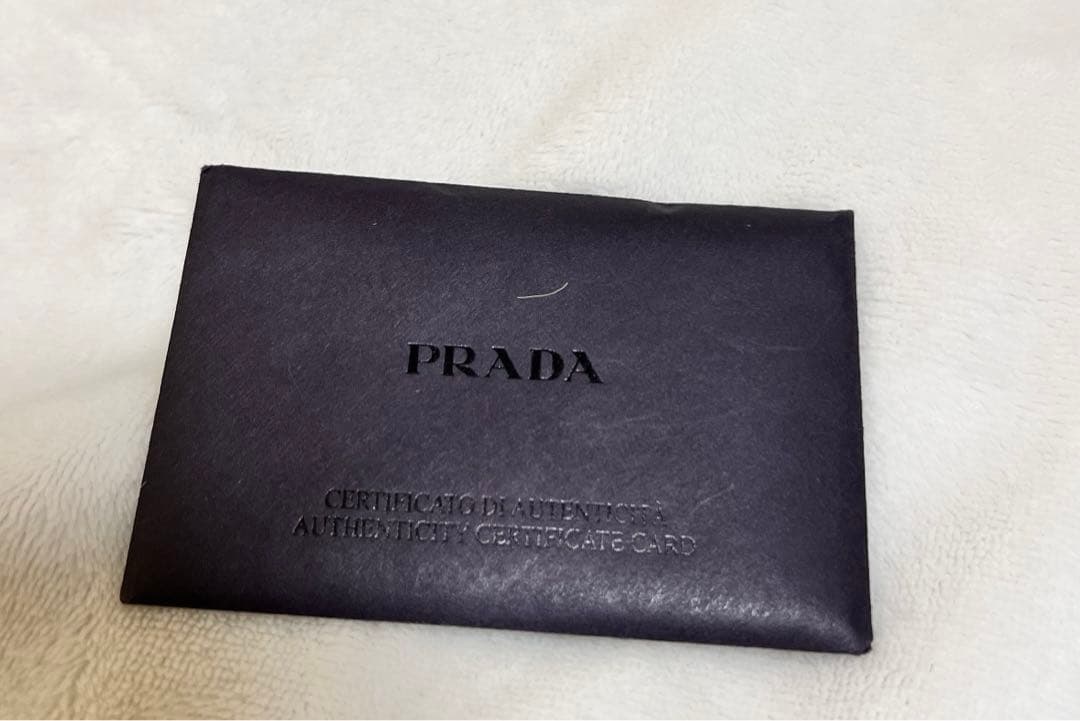 PRADA
CERTIFICATO DI AUTENTICITÀ
AUTHENTICITY CERTIFICATE CARD